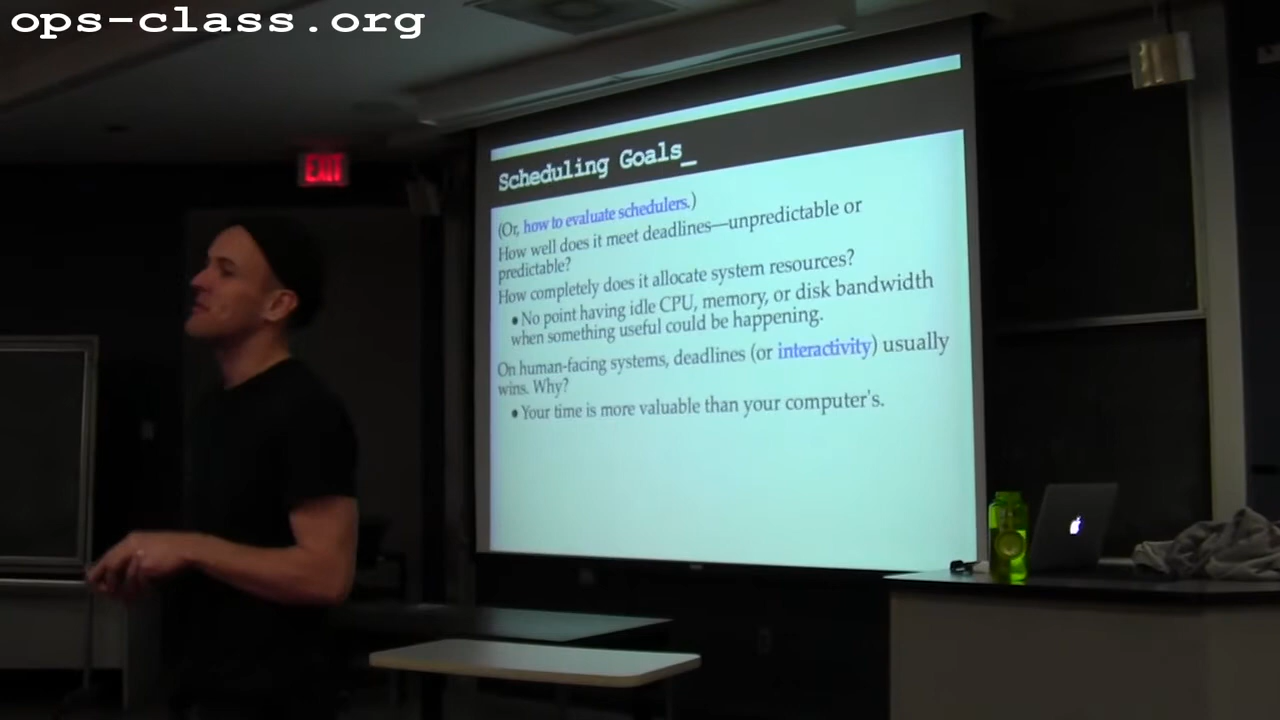 ops-class.org
EXIT
Scheduling Goals_
(Or, how to evaluate schedulers.)
How well does it meet deadlines—unpredictable or
predictable?
How completely does it allocate system resources?
• No point having idle CPU, memory, or disk bandwidth
when something useful could be happening.
On human-facing systems, deadlines (or interactivity) usually
wins. Why?
• Your time is more valuable than your computer's.